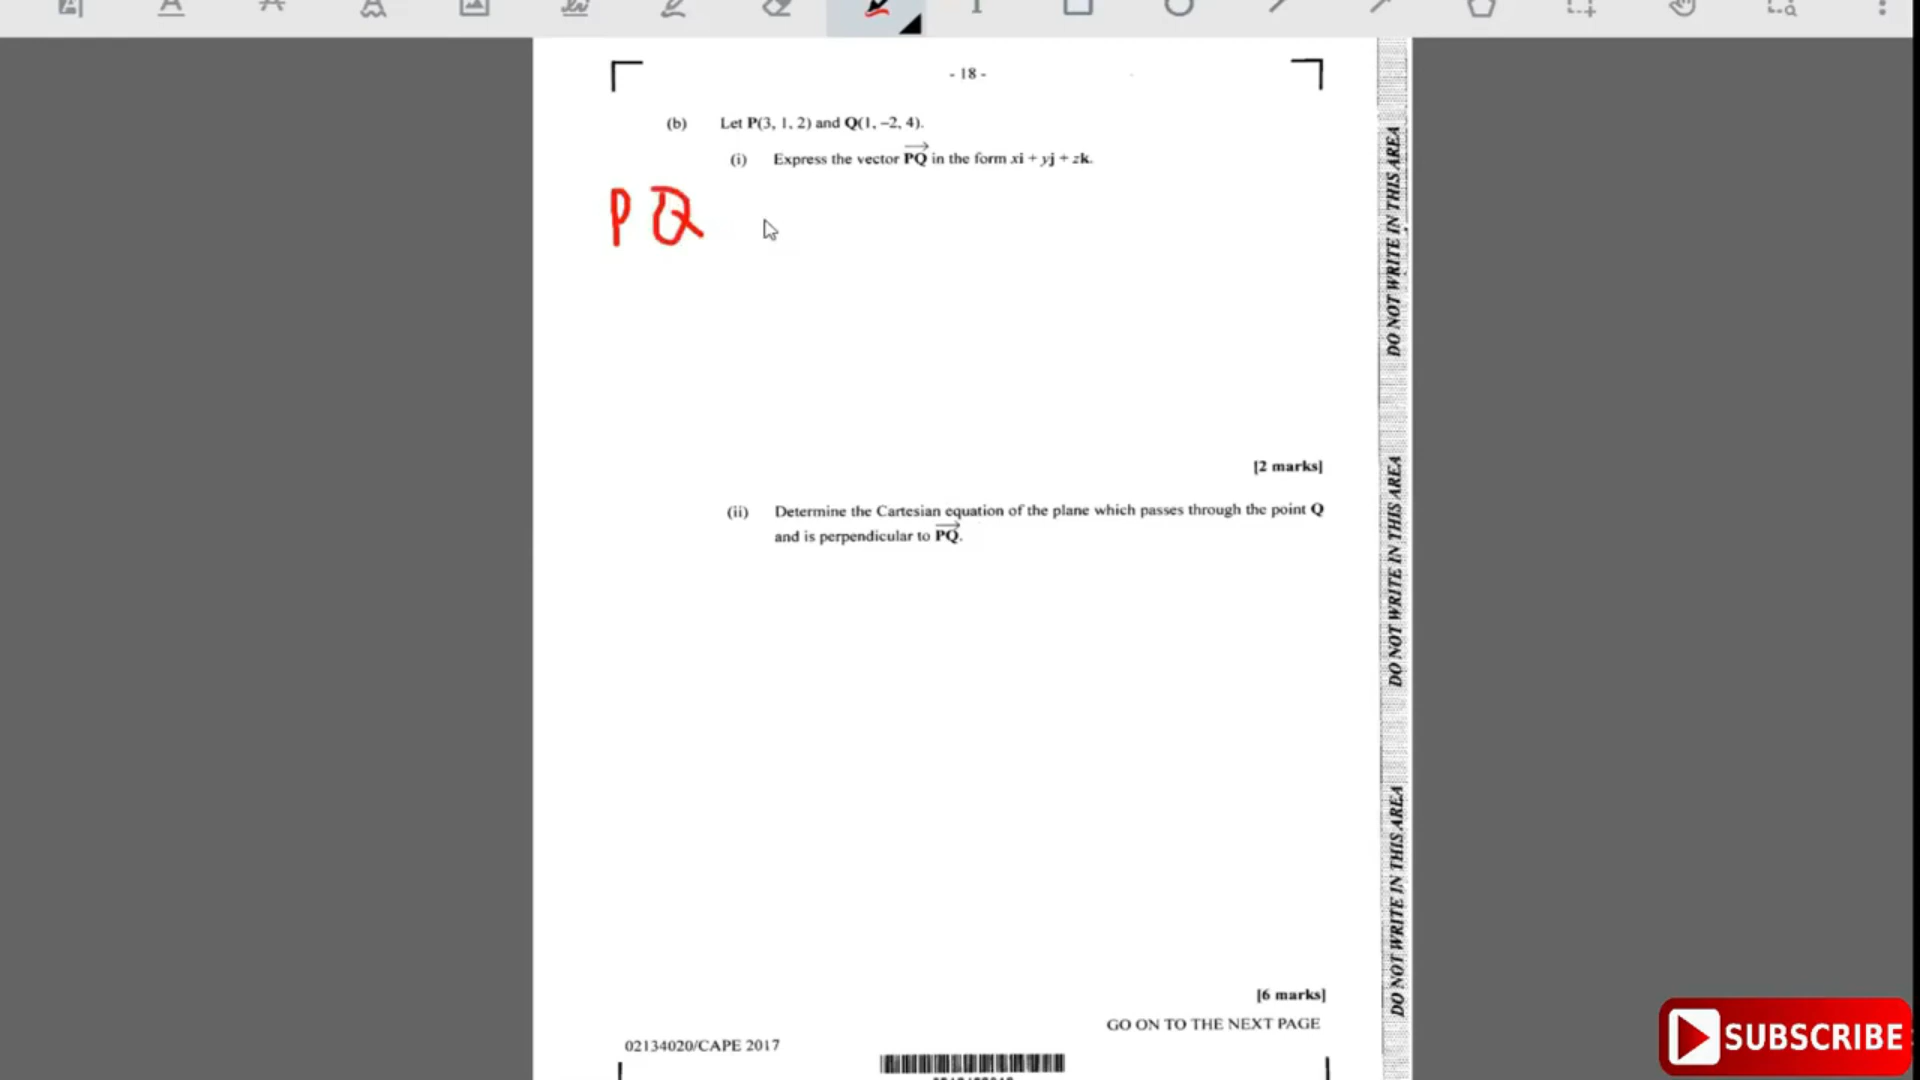 - 18 -
(b) Let P(3, 1, 2) and Q(1, –2, 4).
(i) Express the vector PQ in the form xi + yj + zk.
PQ
[2 marks]
(ii) Determine the Cartesian equation of the plane which passes through the point Q
and is perpendicular to PQ.
[6 marks]
GO ON TO THE NEXT PAGE
02134020/CAPE 2017
DO NOT WRITE IN THIS AREA
DO NOT WRITE IN THIS AREA
DO NOT WRITE IN THIS AREA
SUBSCRIBE